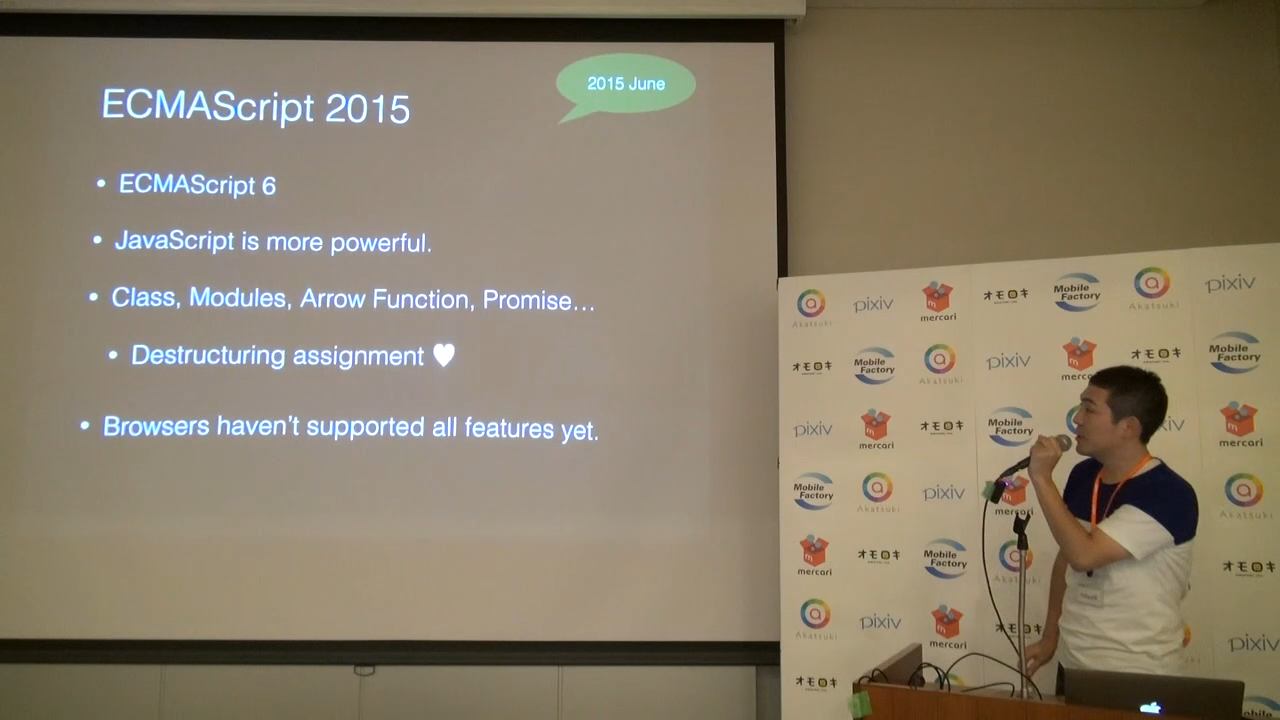 2015 June
ECMAScript 2015
• ECMAScript 6
• JavaScript is more powerful.
• Class, Modules, Arrow Function, Promise…
• Destructuring assignment ♥
• Browsers haven't supported all features yet.
a pixiv m オモロキ Mobile Factory a pixiv
Akatsuki mercari Akatsuki
オモロキ Mobile Factory a pixiv m オモロキ Mobile Factory
Akatsuki merc
pixiv m オモロキ Mobile Factory xiv m
mercari mercari
Mobile Factory a pixiv m a
Akatsuki mercari Akatsuki
m オモロキ Mobile Factory a オモロキ
mercari Akatsuki
a pixiv m オモロキ pixiv
Akatsuki mercari
オモロキ Mobile